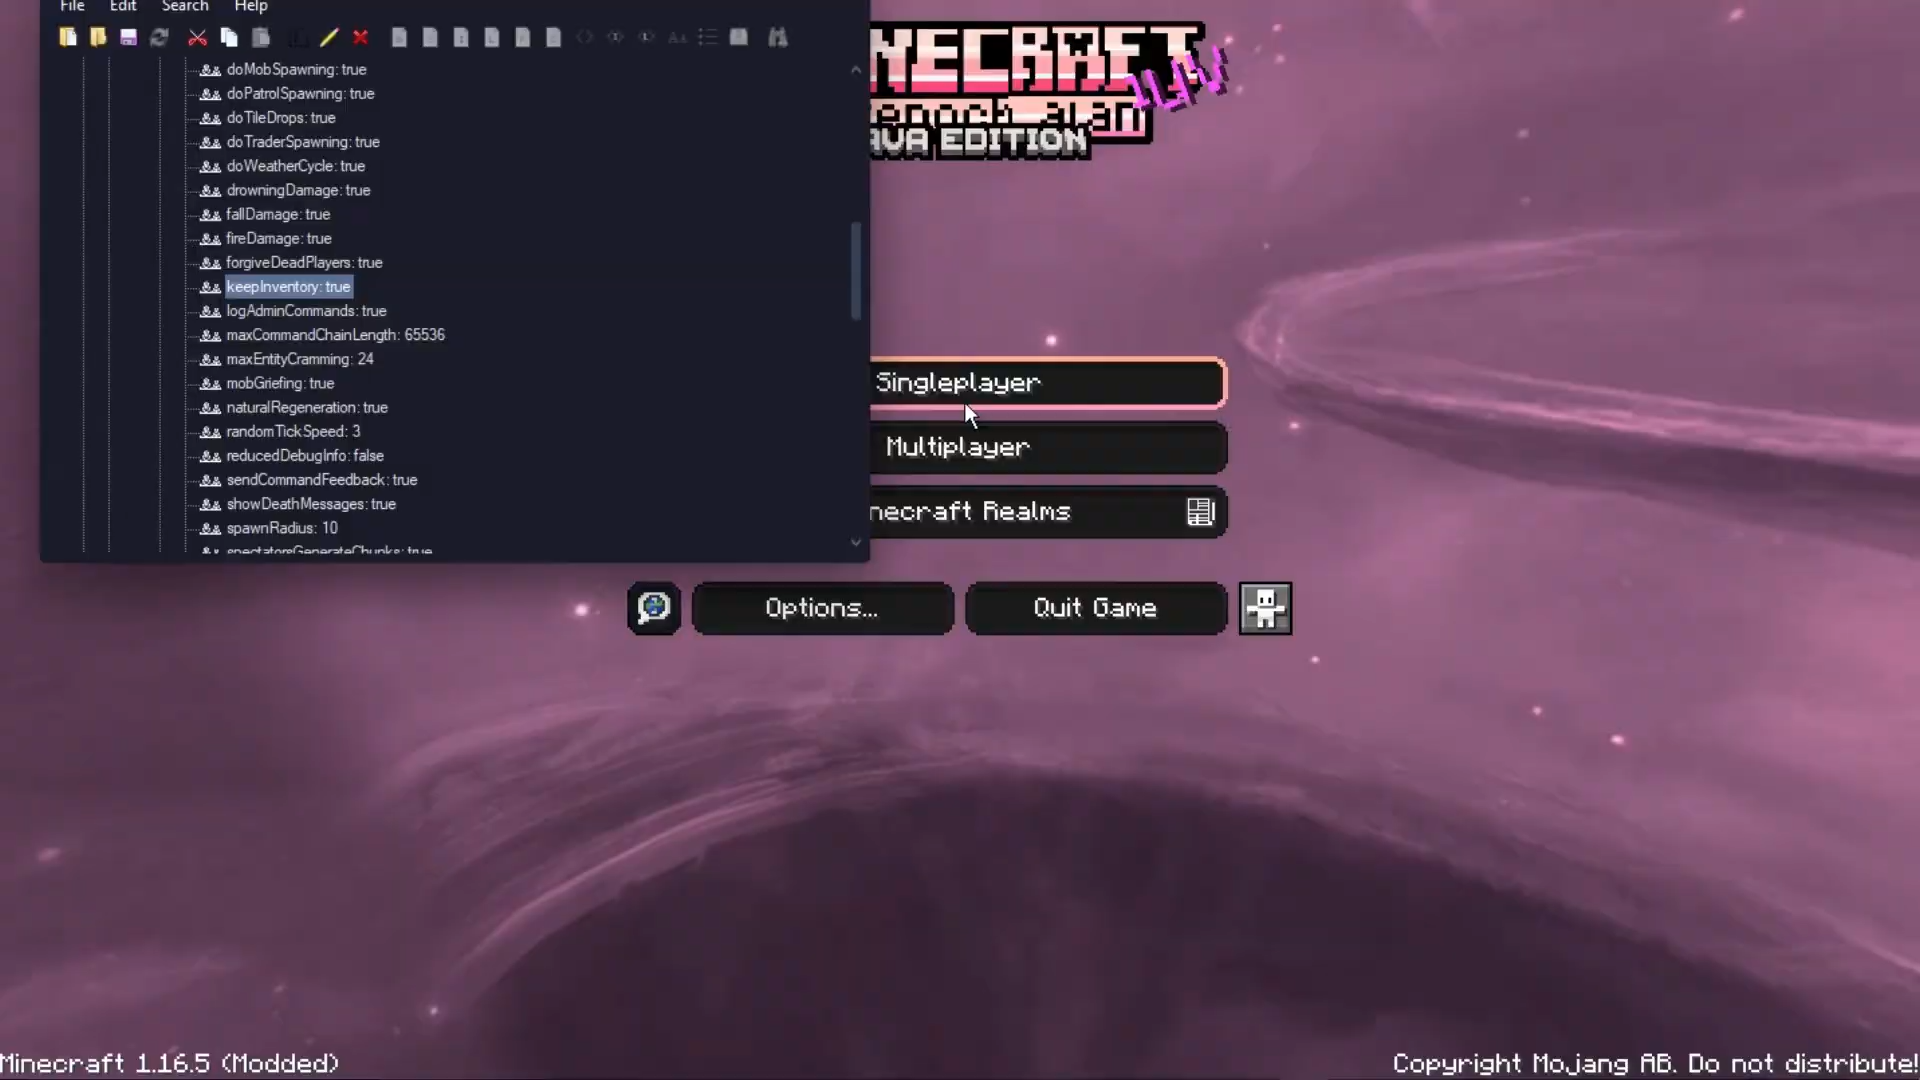 File Edit Search Help
doMobSpawning: true
doPatrolSpawning: true
doTileDrops: true
doTraderSpawning: true
doWeatherCycle: true
drowningDamage: true
fallDamage: true
fireDamage: true
forgiveDeadPlayers: true
keepInventory: true
logAdminCommands: true
maxCommandChainLength: 65536
maxEntityCramming: 24
mobGriefing: true
naturalRegeneration: true
randomTickSpeed: 3
reducedDebugInfo: false
sendCommandFeedback: true
showDeathMessages: true
spawnRadius: 10
spectatorsGenerateChunks: true
NECRAFT
AVA EDITION
Singleplayer
Multiplayer
necraft Realms
Options...
Quit Game
Minecraft 1.16.5 (Modded)
Copyright Mojang AB. Do not distribute!